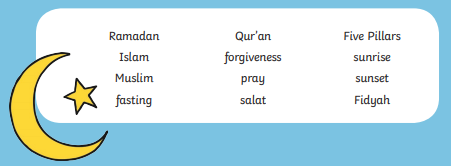 Ramadan Qur'an Five Pillars
Islam forgiveness sunrise
Muslim pray sunset
fasting salat Fidyah